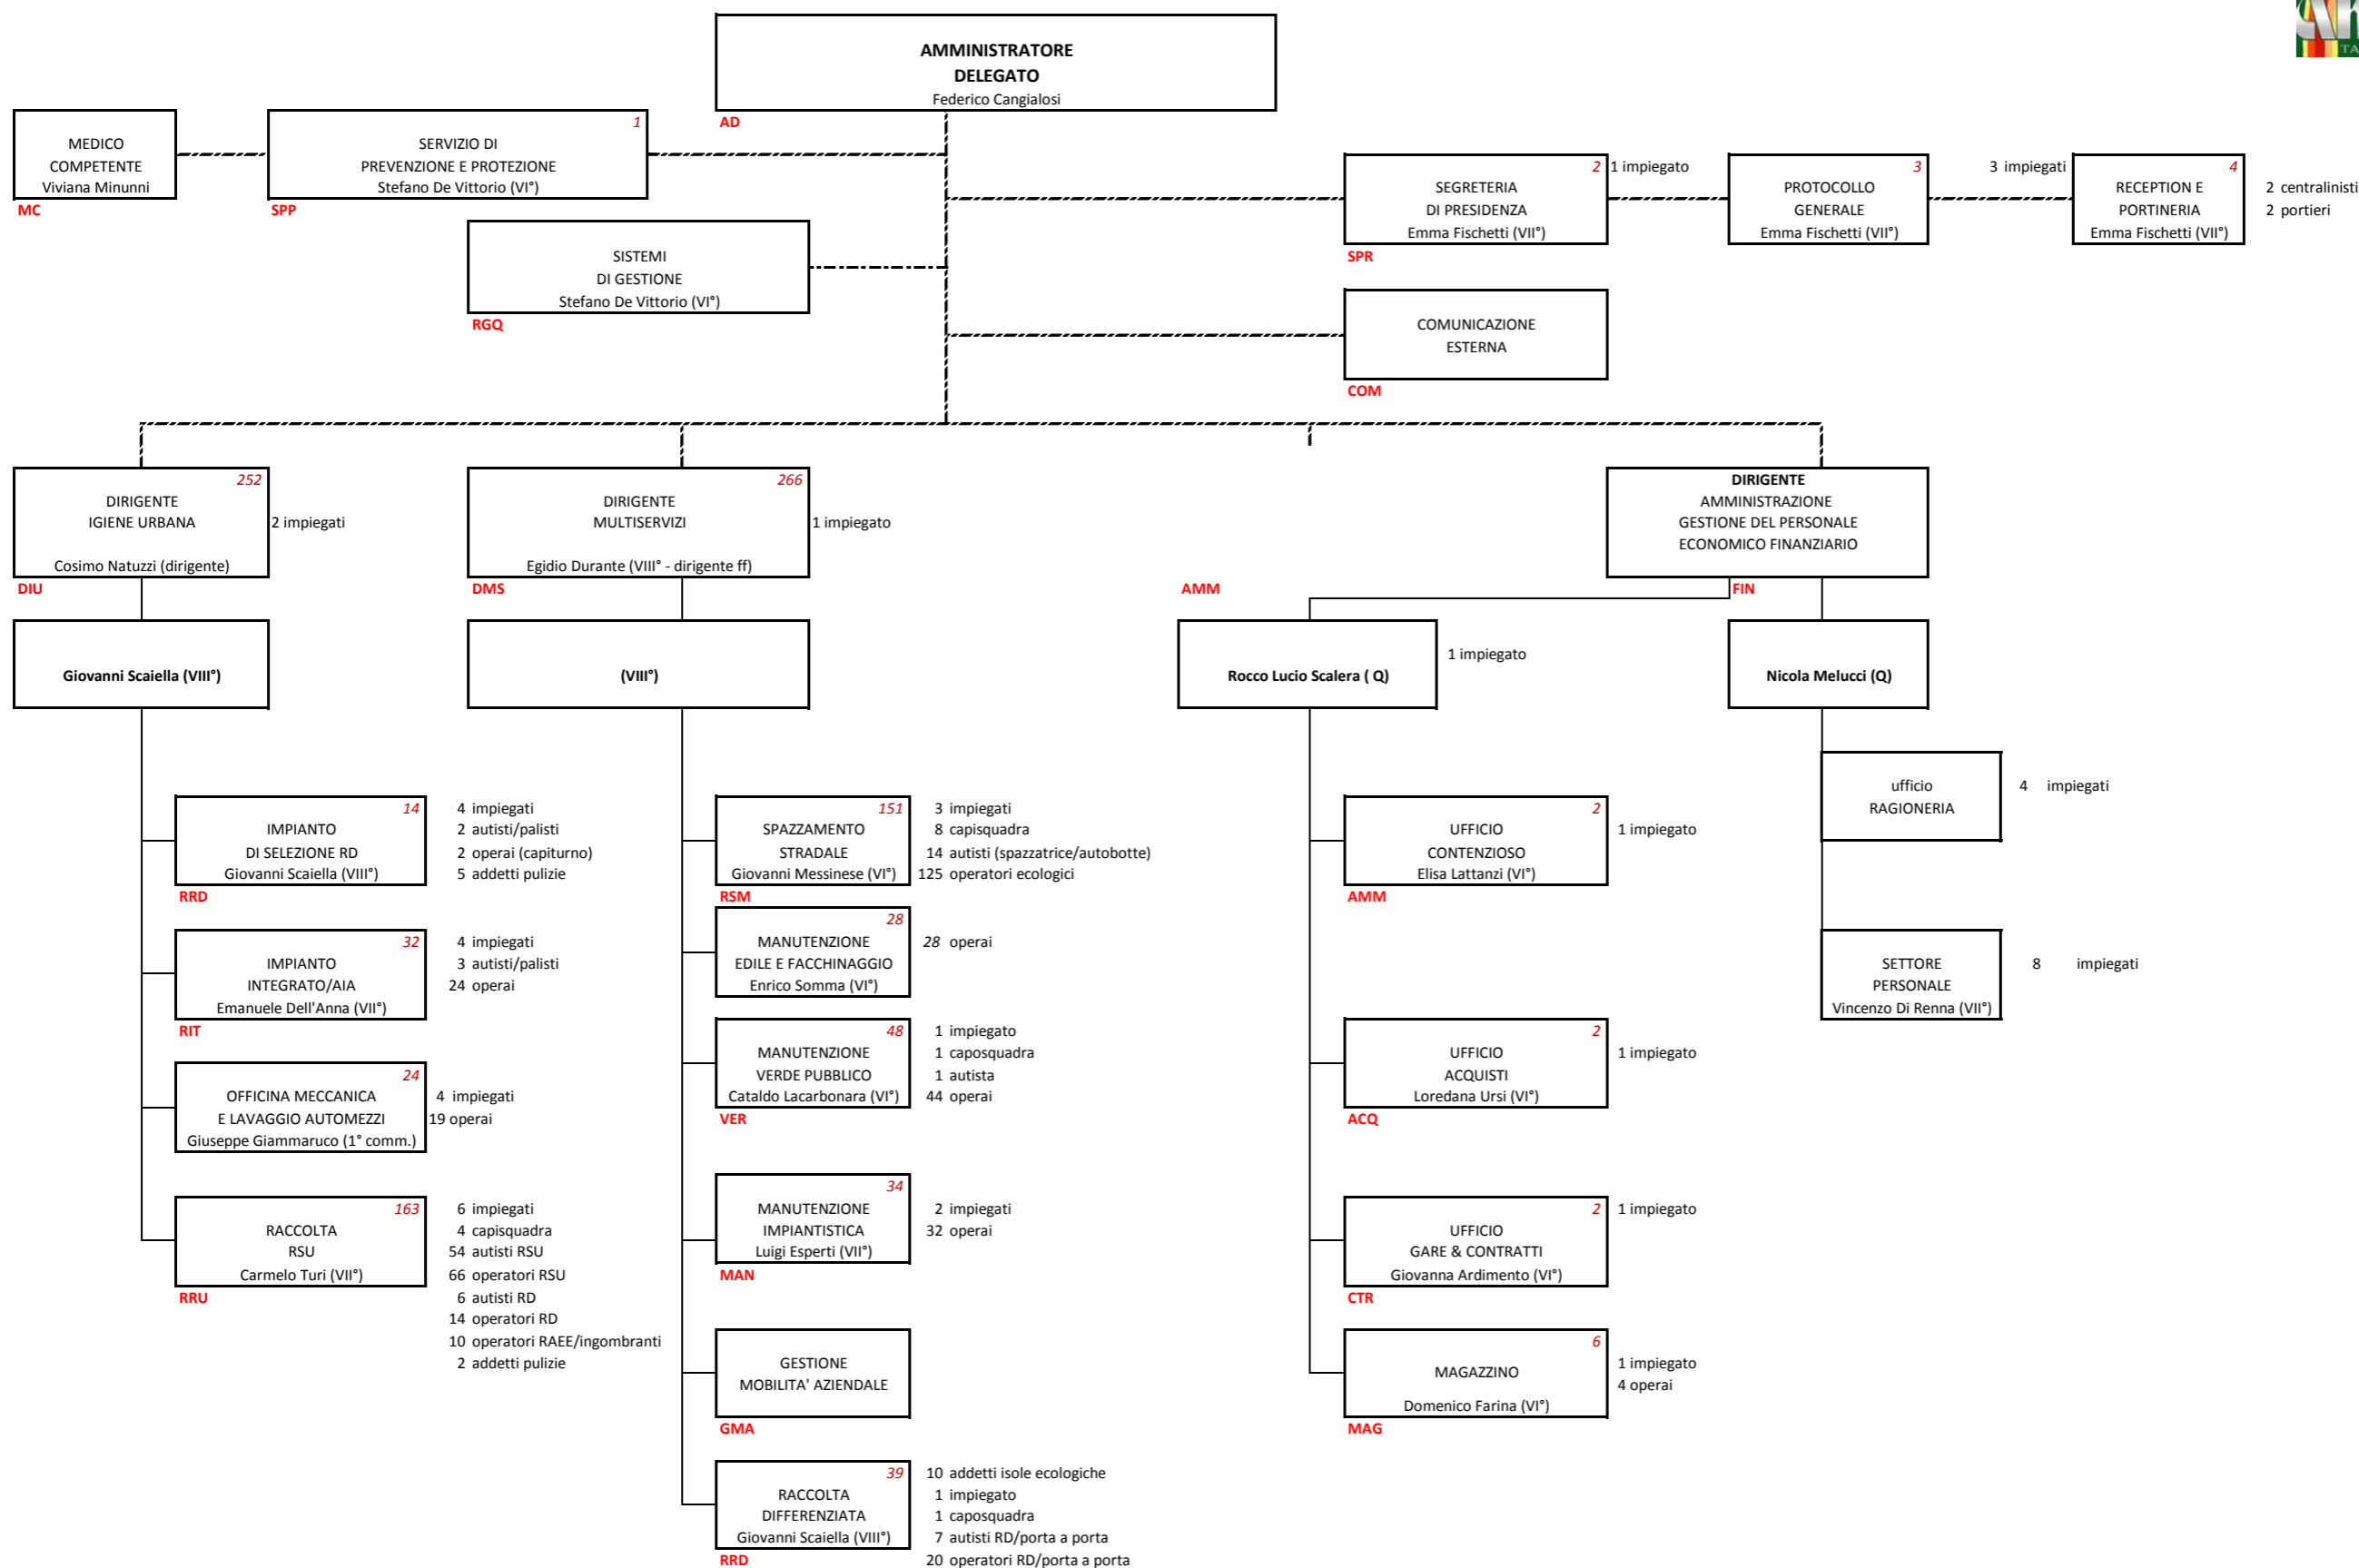 AMMINISTRATORE
DELEGATO
Federico Cangialosi
AD
MEDICO
COMPETENTE
Viviana Minunni
MC
1
SERVIZIO DI
PREVENZIONE E PROTEZIONE
Stefano De Vittorio (VI°)
SPP
SISTEMI
DI GESTIONE
Stefano De Vittorio (VI°)
RGQ
2
SEGRETERIA
DI PRESIDENZA
Emma Fischetti (VII°)
SPR
1 impiegato
3
PROTOCOLLO
GENERALE
Emma Fischetti (VII°)
3 impiegati
4
RECEPTION E
PORTINERIA
Emma Fischetti (VII°)
2 centralinisti
2 portieri
COMUNICAZIONE
ESTERNA
COM
252
DIRIGENTE
IGIENE URBANA
Cosimo Natuzzi (dirigente)
DIU
2 impiegati
266
DIRIGENTE
MULTISERVIZI
Egidio Durante (VIII° - dirigente ff)
DMS
1 impiegato
DIRIGENTE
AMMINISTRAZIONE
GESTIONE DEL PERSONALE
ECONOMICO FINANZIARIO
AMM
FIN
Giovanni Scaiella (VIII°)
(VIII°)
Rocco Lucio Scalera ( Q)
1 impiegato
Nicola Melucci (Q)
14
IMPIANTO
DI SELEZIONE RD
Giovanni Scaiella (VIII°)
RRD
4 impiegati
2 autisti/palisti
2 operai (capiturno)
5 addetti pulizie
32
IMPIANTO
INTEGRATO/AIA
Emanuele Dell'Anna (VII°)
RIT
4 impiegati
3 autisti/palisti
24 operai
24
OFFICINA MECCANICA
E LAVAGGIO AUTOMEZZI
Giuseppe Giammaruco (1° comm.)
4 impiegati
19 operai
163
RACCOLTA
RSU
Carmelo Turi (VII°)
RRU
6 impiegati
4 capisquadra
54 autisti RSU
66 operatori RSU
6 autisti RD
14 operatori RD
10 operatori RAEE/ingombranti
2 addetti pulizie
151
SPAZZAMENTO
STRADALE
Giovanni Messinese (VI°)
RSM
3 impiegati
8 capisquadra
14 autisti (spazzatrice/autobotte)
125 operatori ecologici
28
MANUTENZIONE
EDILE E FACCHINAGGIO
Enrico Somma (VI°)
28 operai
48
MANUTENZIONE
VERDE PUBBLICO
Cataldo Lacarbonara (VI°)
VER
1 impiegato
1 caposquadra
1 autista
44 operai
34
MANUTENZIONE
IMPIANTISTICA
Luigi Esperti (VII°)
MAN
2 impiegati
32 operai
GESTIONE
MOBILITA' AZIENDALE
GMA
39
RACCOLTA
DIFFERENZIATA
Giovanni Scaiella (VIII°)
RRD
10 addetti isole ecologiche
1 impiegato
1 caposquadra
7 autisti RD/porta a porta
20 operatori RD/porta a porta
2
UFFICIO
CONTENZIOSO
Elisa Lattanzi (VI°)
AMM
1 impiegato
2
UFFICIO
ACQUISTI
Loredana Ursi (VI°)
ACQ
1 impiegato
2
UFFICIO
GARE & CONTRATTI
Giovanna Ardimento (VI°)
CTR
1 impiegato
6
MAGAZZINO
Domenico Farina (VI°)
MAG
1 impiegato
4 operai
ufficio
RAGIONERIA
4 impiegati
SETTORE
PERSONALE
Vincenzo Di Renna (VII°)
8 impiegati